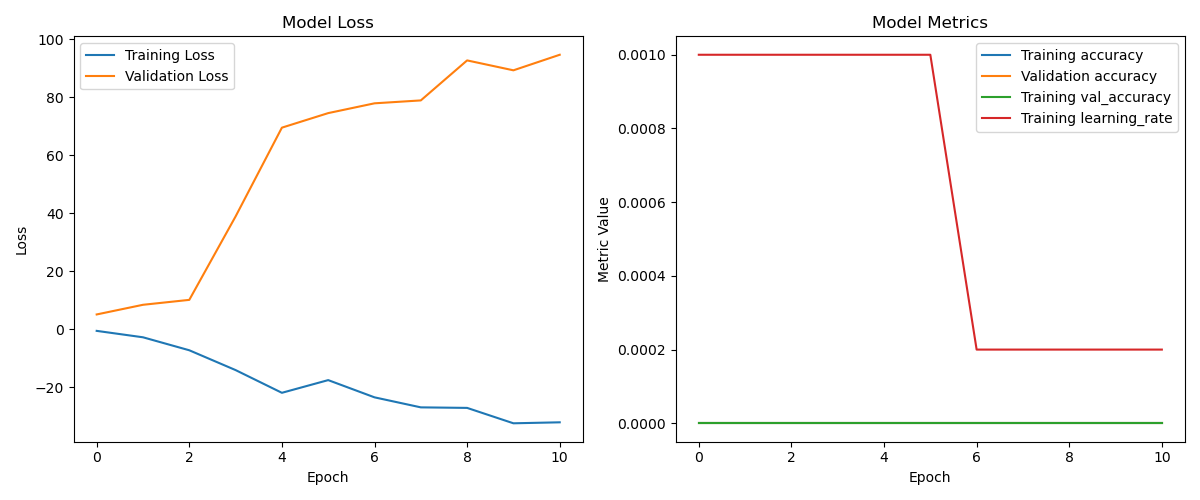 Model Loss
Training Loss
Validation Loss
100
80
60
40
20
0
−20
Loss
0 2 4 6 8 10
Epoch
Model Metrics
Training accuracy
Validation accuracy
Training val_accuracy
Training learning_rate
0.0010
0.0008
0.0006
0.0004
0.0002
0.0000
Metric Value
0 2 4 6 8 10
Epoch